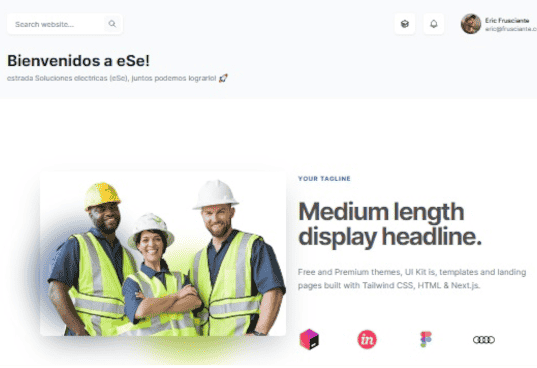 Search website...
Eric Frusciante
eric@frusciante.c
Bienvenidos a eSe!
estrada Soluciones electricas (eSe), juntos podemos lograrlo! 🚀
YOUR TAGLINE
Medium length
display headline.
Free and Premium themes, UI Kit is, templates and landing
pages built with Tailwind CSS, HTML & Next.js.
in